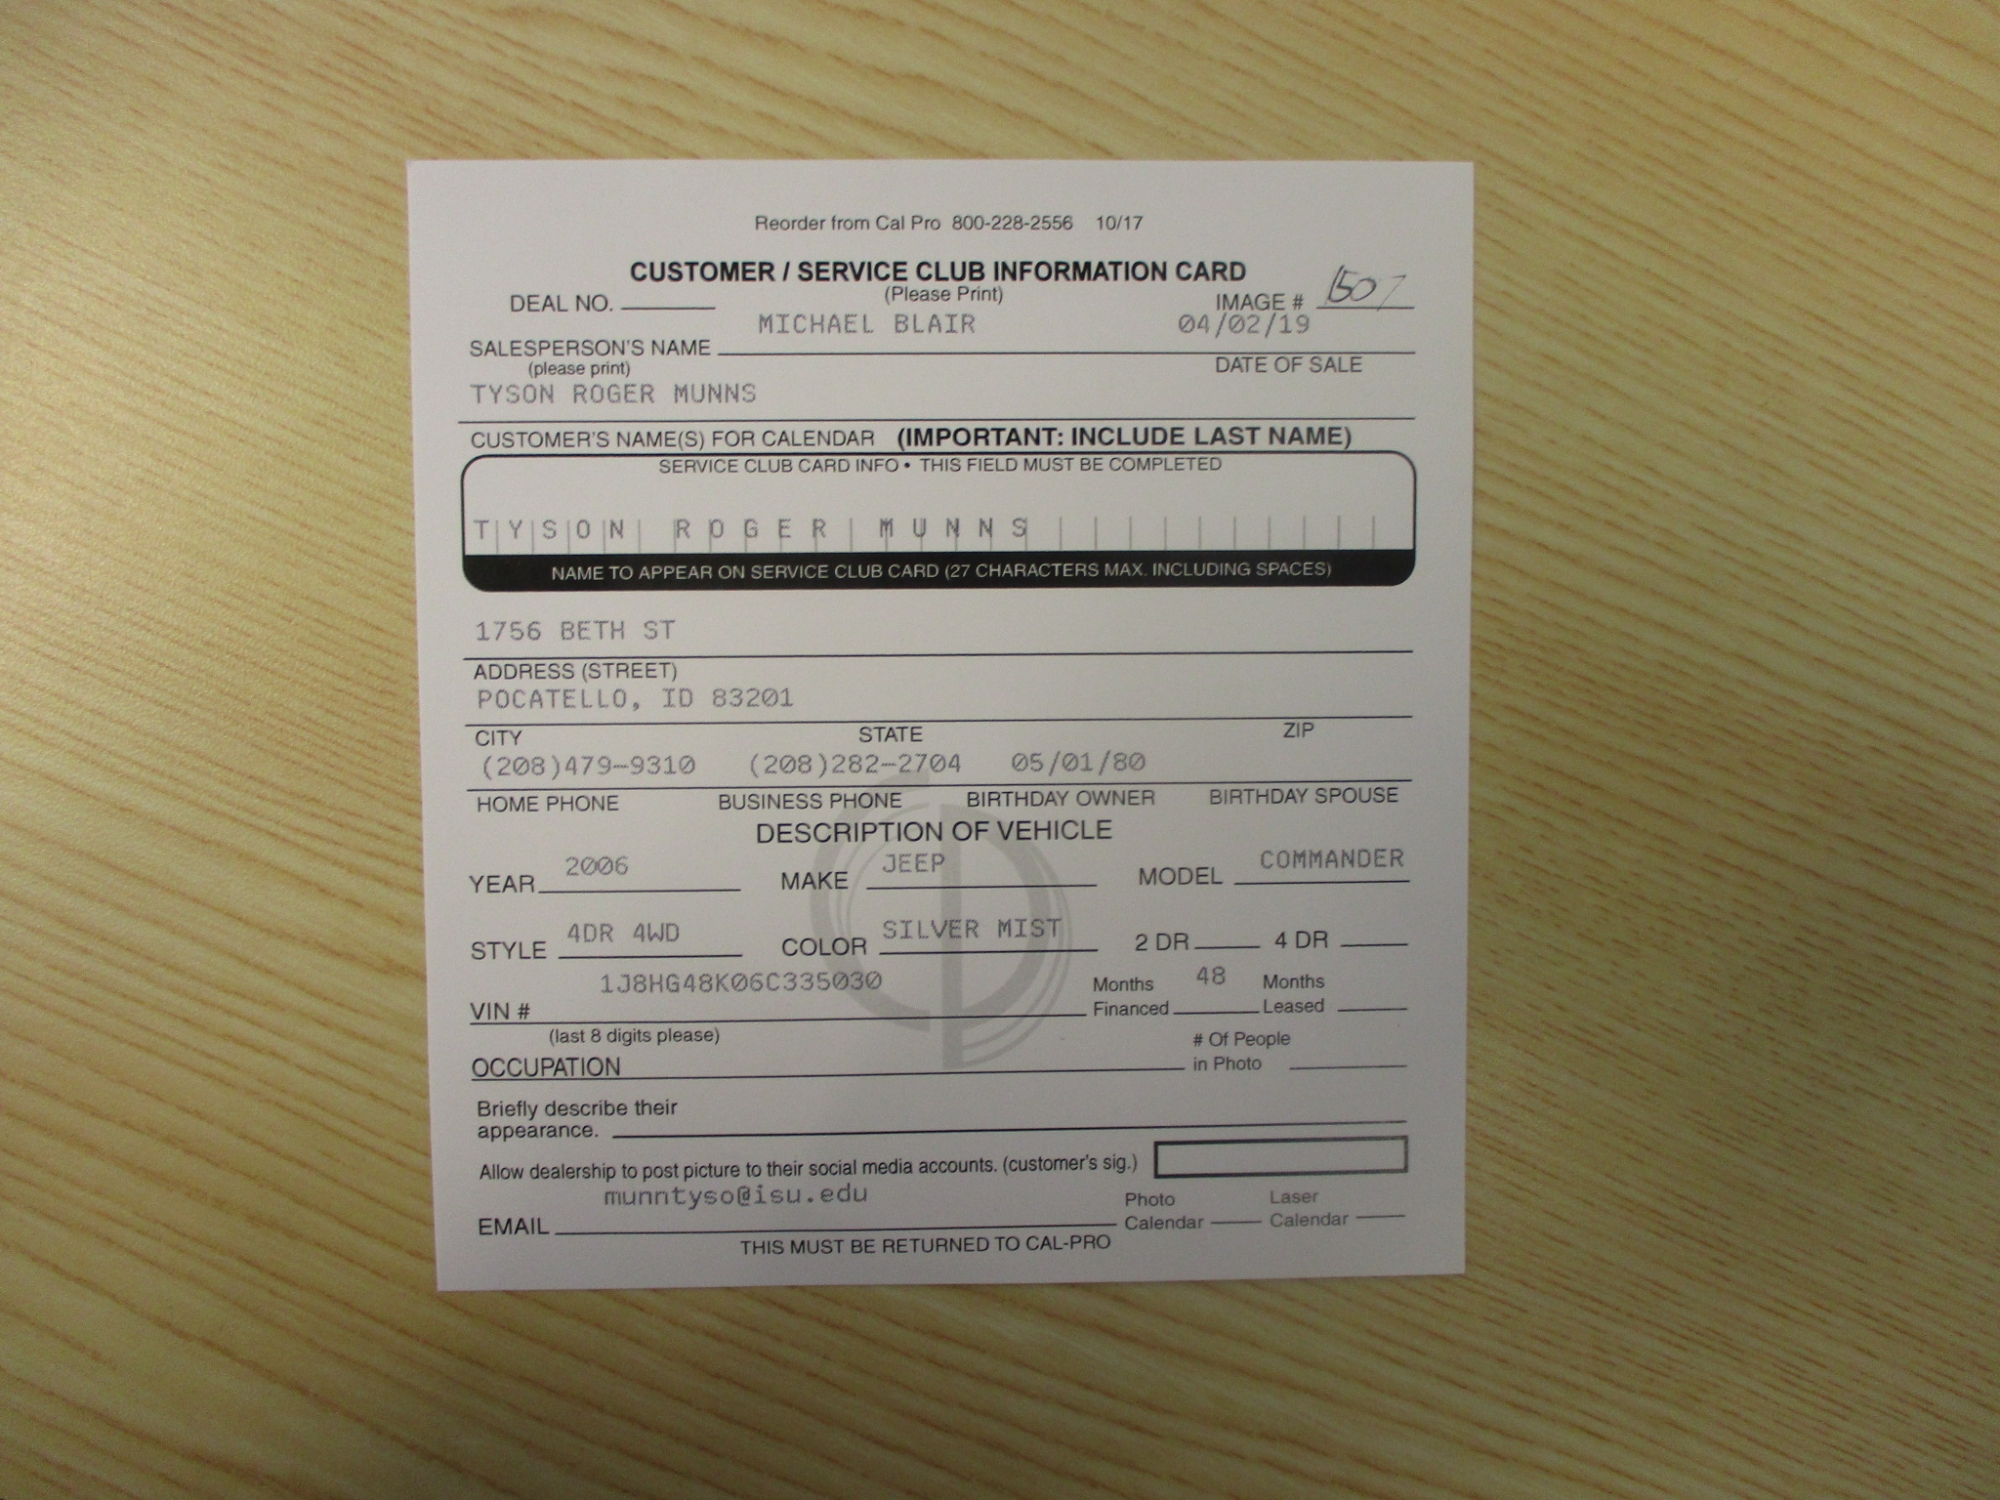 Reorder from Cal Pro 800-228-2556 10/17
CUSTOMER / SERVICE CLUB INFORMATION CARD
(Please Print)
DEAL NO. IMAGE # 1507
MICHAEL BLAIR 04/02/19
SALESPERSON'S NAME
(please print) DATE OF SALE
TYSON ROGER MUNNS
CUSTOMER'S NAME(S) FOR CALENDAR (IMPORTANT: INCLUDE LAST NAME)
SERVICE CLUB CARD INFO • THIS FIELD MUST BE COMPLETED
TYSON ROGER MUNNS
NAME TO APPEAR ON SERVICE CLUB CARD (27 CHARACTERS MAX. INCLUDING SPACES)
1756 BETH ST
ADDRESS (STREET)
POCATELLO, ID 83201
CITY STATE ZIP
(208)479-9310 (208)282-2704 05/01/80
HOME PHONE BUSINESS PHONE BIRTHDAY OWNER BIRTHDAY SPOUSE
DESCRIPTION OF VEHICLE
YEAR 2006 MAKE JEEP MODEL COMMANDER
STYLE 4DR 4WD COLOR SILVER MIST 2 DR 4 DR
1J8HG48K06C335030 Months 48 Months
VIN # Financed Leased
(last 8 digits please) # Of People
OCCUPATION in Photo
Briefly describe their
appearance.
Allow dealership to post picture to their social media accounts. (customer's sig.)
munntyso@isu.edu Photo Laser
EMAIL Calendar Calendar
THIS MUST BE RETURNED TO CAL-PRO